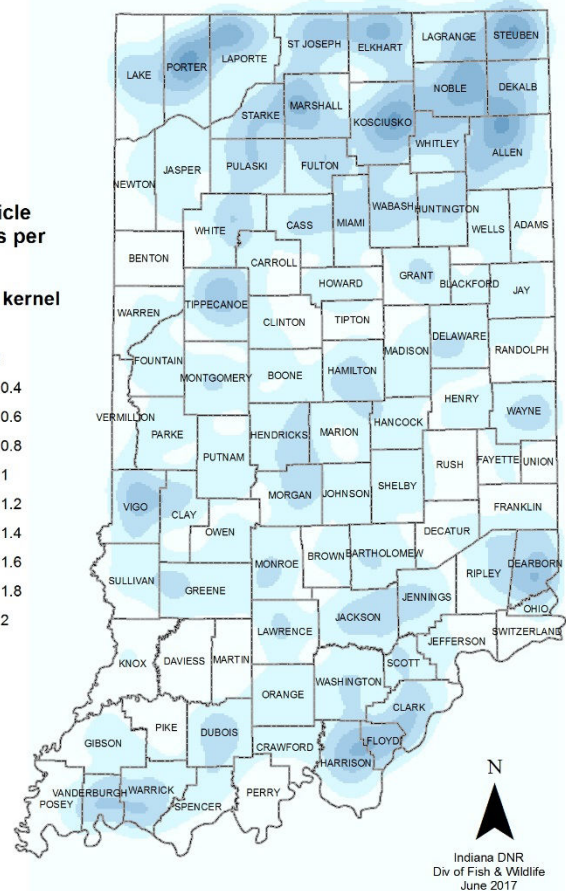 ST JOSEPH
ELKHART
LAGRANGE
STEUBEN
LAKE
PORTER
LAPORTE
NOBLE
DEKALB
STARKE
MARSHALL
KOSCIUSKO
WHITLEY
ALLEN
NEWTON
JASPER
PULASKI
FULTON
icle
s per
WHITE
CASS
MIAMI
WABASH
HUNTINGTON
WELLS
ADAMS
BENTON
CARROLL
HOWARD
GRANT
BLACKFORD
JAY
kernel
WARREN
TIPPECANOE
CLINTON
TIPTON
MADISON
DELAWARE
RANDOLPH
0.4
FOUNTAIN
MONTGOMERY
BOONE
HAMILTON
0.6
VERMILLION
PARKE
HENDRICKS
MARION
HANCOCK
HENRY
WAYNE
0.8
PUTNAM
RUSH
FAYETTE
UNION
1
VIGO
CLAY
MORGAN
JOHNSON
SHELBY
FRANKLIN
1.2
OWEN
DECATUR
1.4
MONROE
BROWN
BARTHOLOMEW
RIPLEY
DEARBORN
1.6
SULLIVAN
GREENE
JENNINGS
OHIO
1.8
LAWRENCE
JACKSON
JEFFERSON
SWITZERLAND
2
KNOX
DAVIESS
MARTIN
SCOTT
ORANGE
WASHINGTON
CLARK
GIBSON
PIKE
DUBOIS
CRAWFORD
FLOYD
HARRISON
POSEY
VANDERBURGH
WARRICK
SPENCER
PERRY
N
Indiana DNR
Div of Fish & Wildlife
June 2017